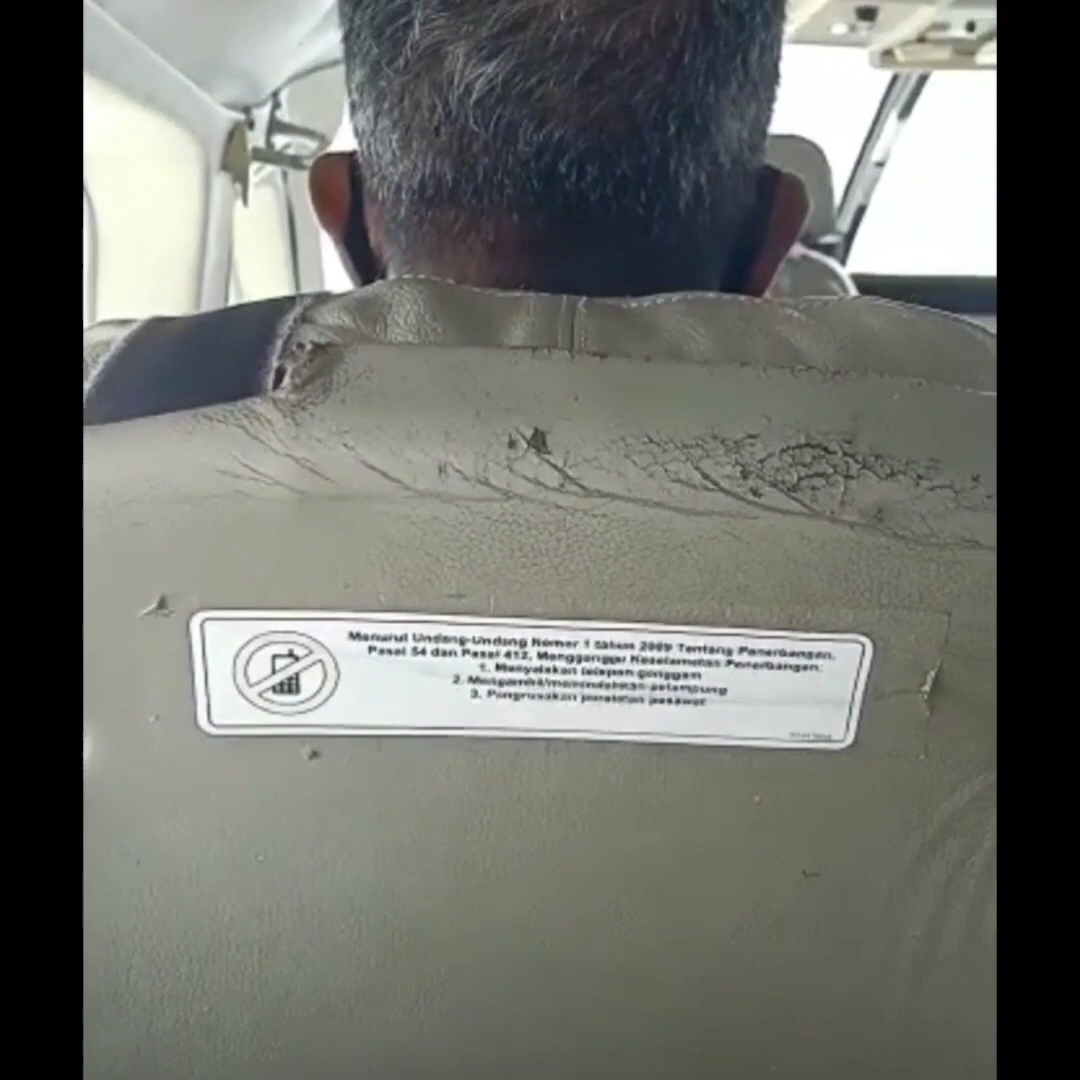 Menurut Undang-Undang Nomor 1 tahun 2009 Tentang Penerbangan,
Pasal 54 dan Pasal 412, Mengganggu Keselamatan Penerbangan:
1. Menyalakan telepon genggam
2. Mengambil/memindahkan pelampung
3. Pengrusakan peralatan pesawat